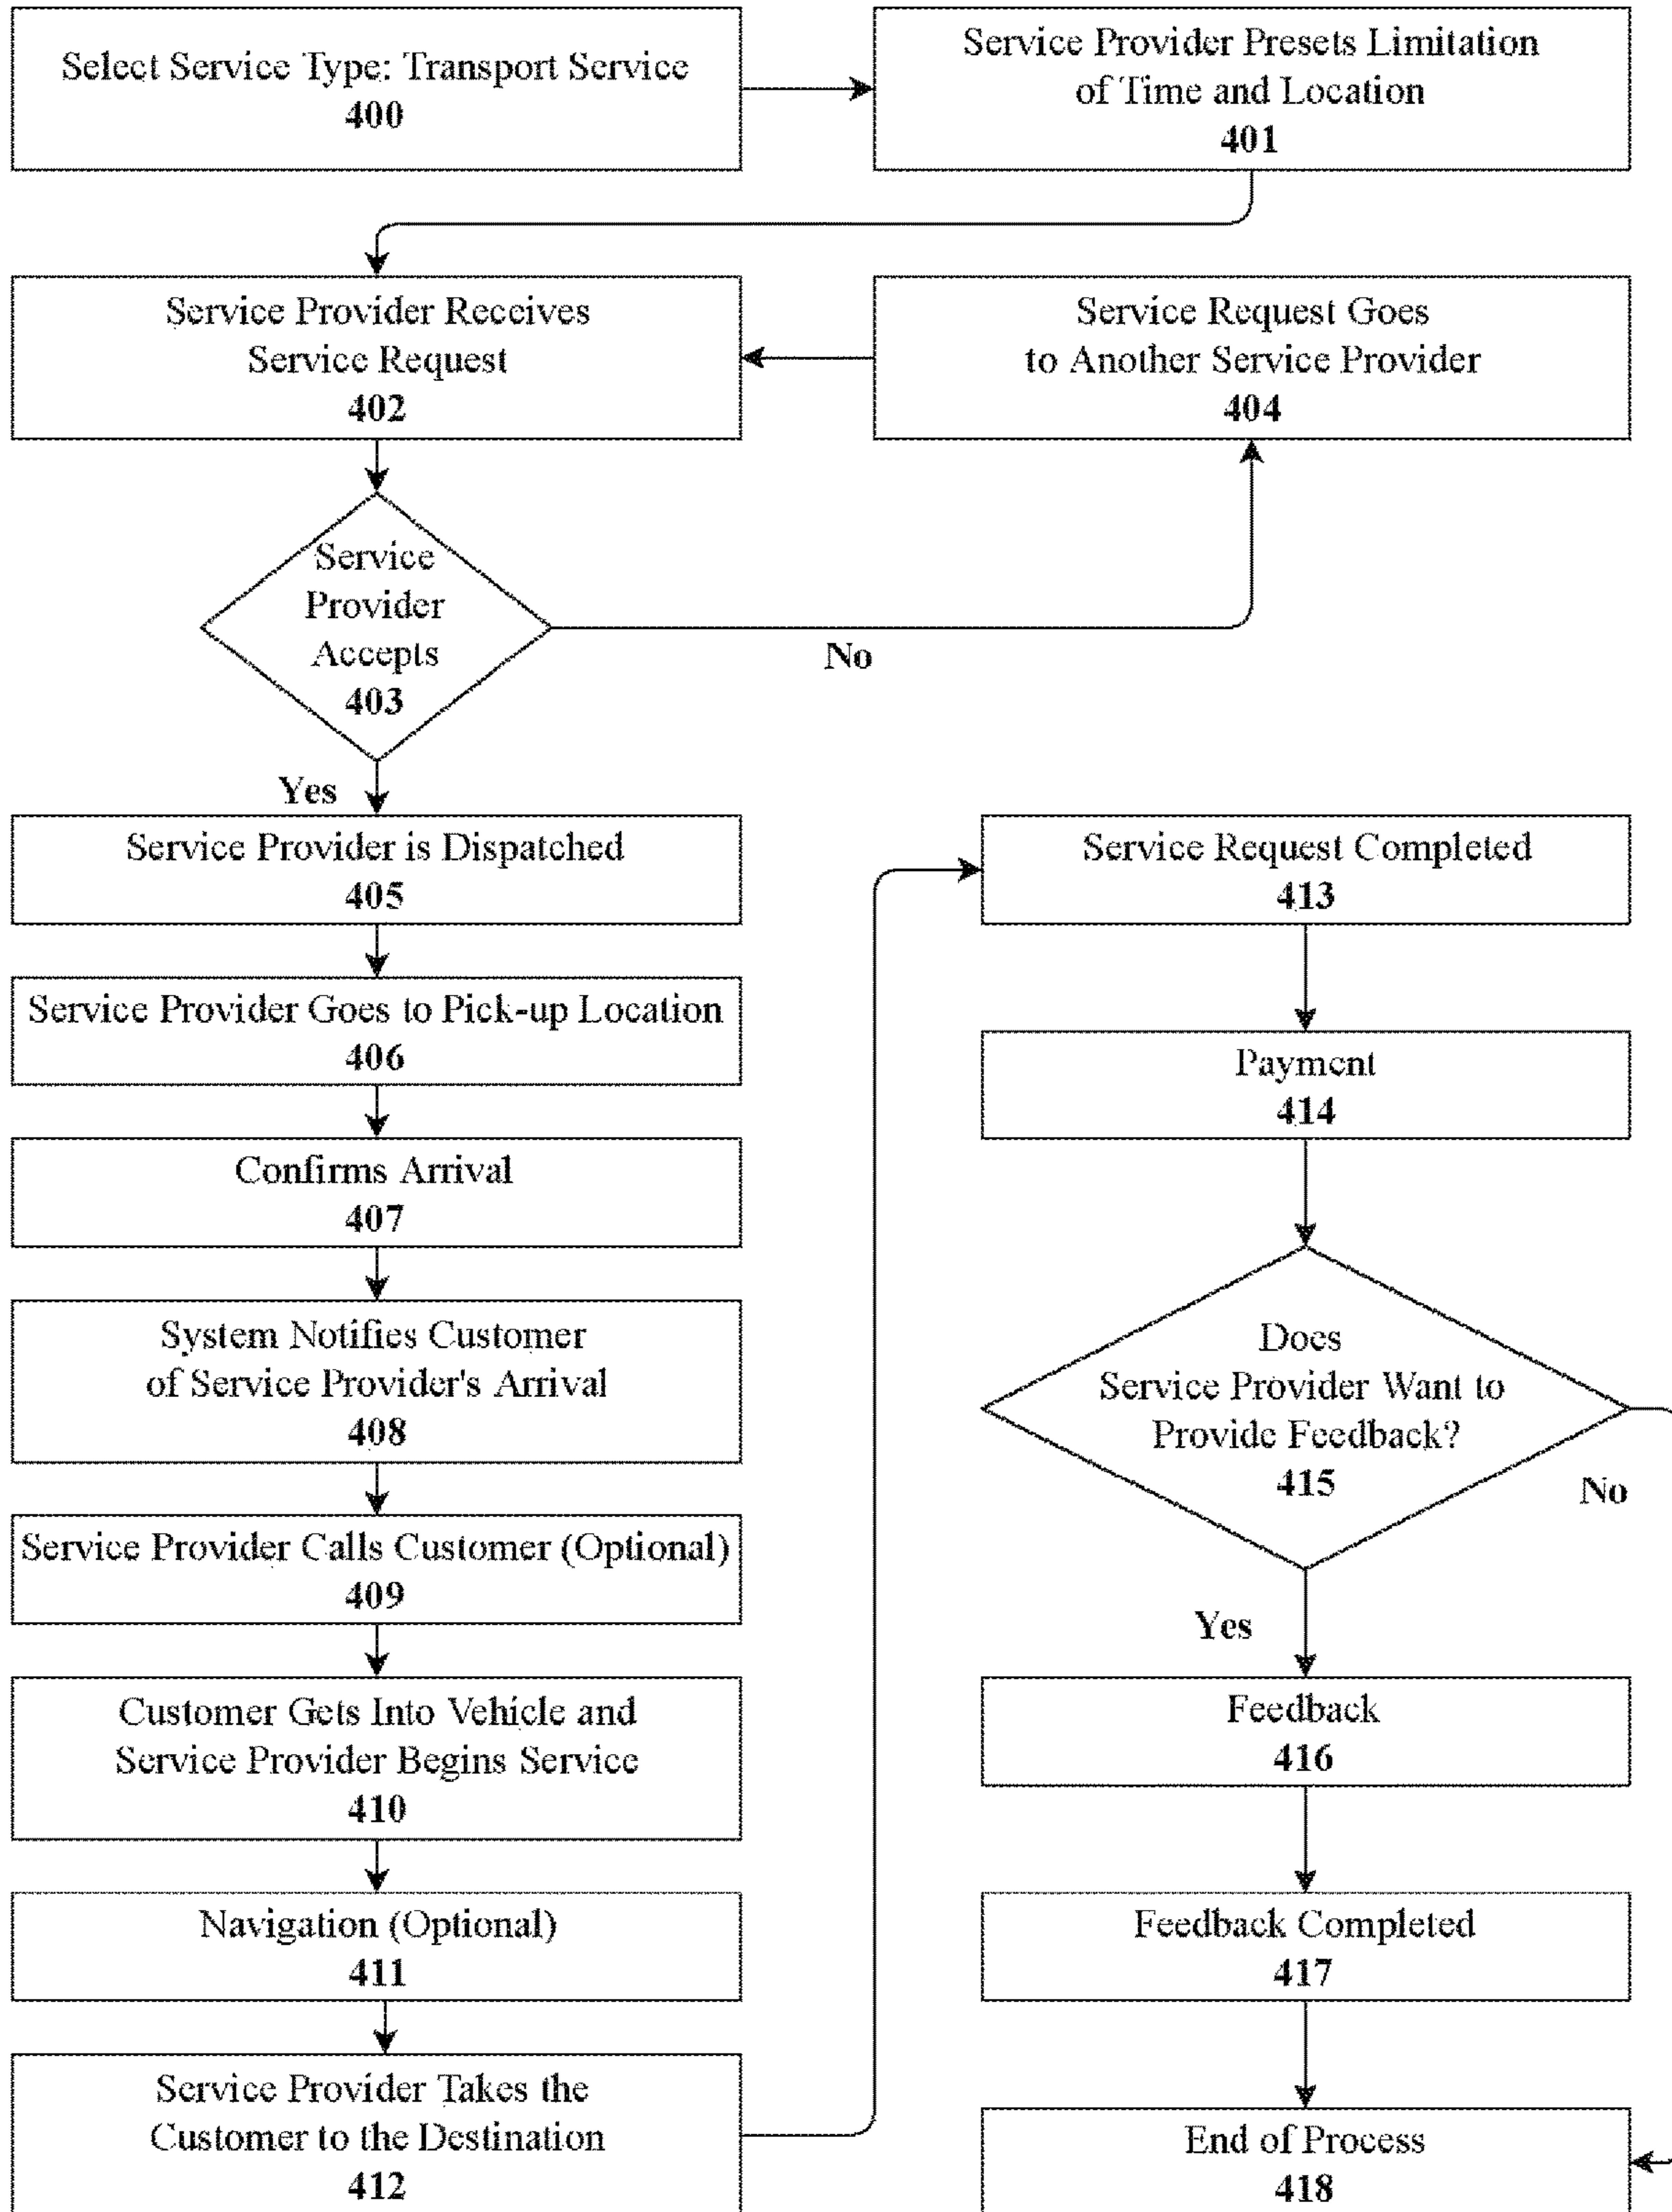 Select Service Type: Transport Service
400
Service Provider Presets Limitation
of Time and Location
401
Service Provider Receives
Service Request
402
Service Request Goes
to Another Service Provider
404
Service
Provider
Accepts
403
No
Yes
Service Provider is Dispatched
405
Service Provider Goes to Pick-up Location
406
Confirms Arrival
407
System Notifies Customer
of Service Provider's Arrival
408
Service Provider Calls Customer (Optional)
409
Customer Gets Into Vehicle and
Service Provider Begins Service
410
Navigation (Optional)
411
Service Provider Takes the
Customer to the Destination
412
Service Request Completed
413
Payment
414
Does
Service Provider Want to
Provide Feedback?
415
No
Yes
Feedback
416
Feedback Completed
417
End of Process
418